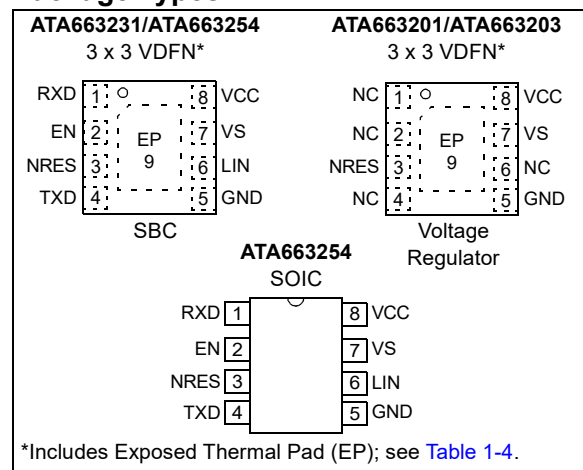 ATA663231/ATA663254
3 x 3 VDFN*
RXD 1 8 VCC
EN 2 EP 7 VS
NRES 3 9 6 LIN
TXD 4 5 GND
SBC
ATA663201/ATA663203
3 x 3 VDFN*
NC 1 8 VCC
NC 2 EP 7 VS
NRES 3 9 6 NC
NC 4 5 GND
Voltage
Regulator
ATA663254
SOIC
RXD 1 8 VCC
EN 2 7 VS
NRES 3 6 LIN
TXD 4 5 GND
*Includes Exposed Thermal Pad (EP); see Table 1-4.